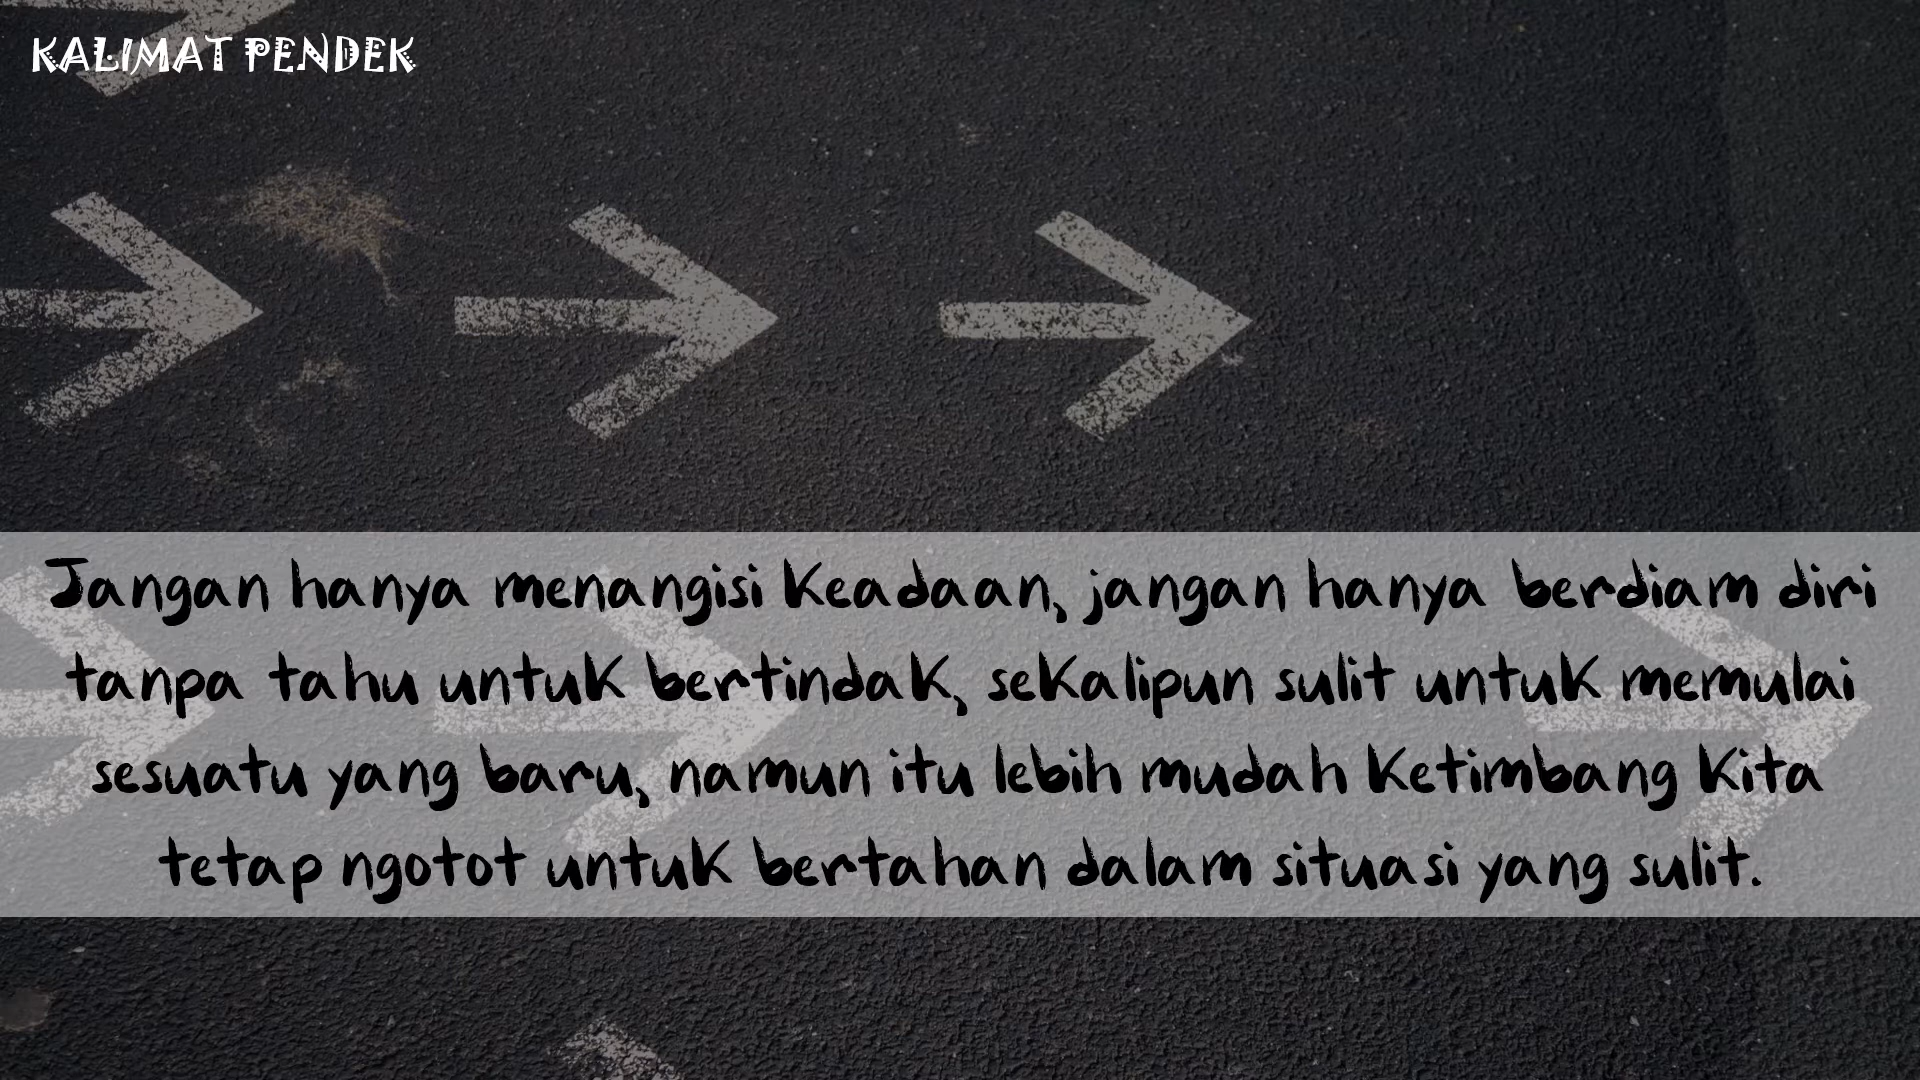 KALIMAT PENDEK
Jangan hanya menangisi keadaan, jangan hanya berdiam diri
tanpa tahu untuk bertindak, sekalipun sulit untuk memulai
sesuatu yang baru, namun itu lebih mudah ketimbang kita
tetap ngotot untuk bertahan dalam situasi yang sulit.